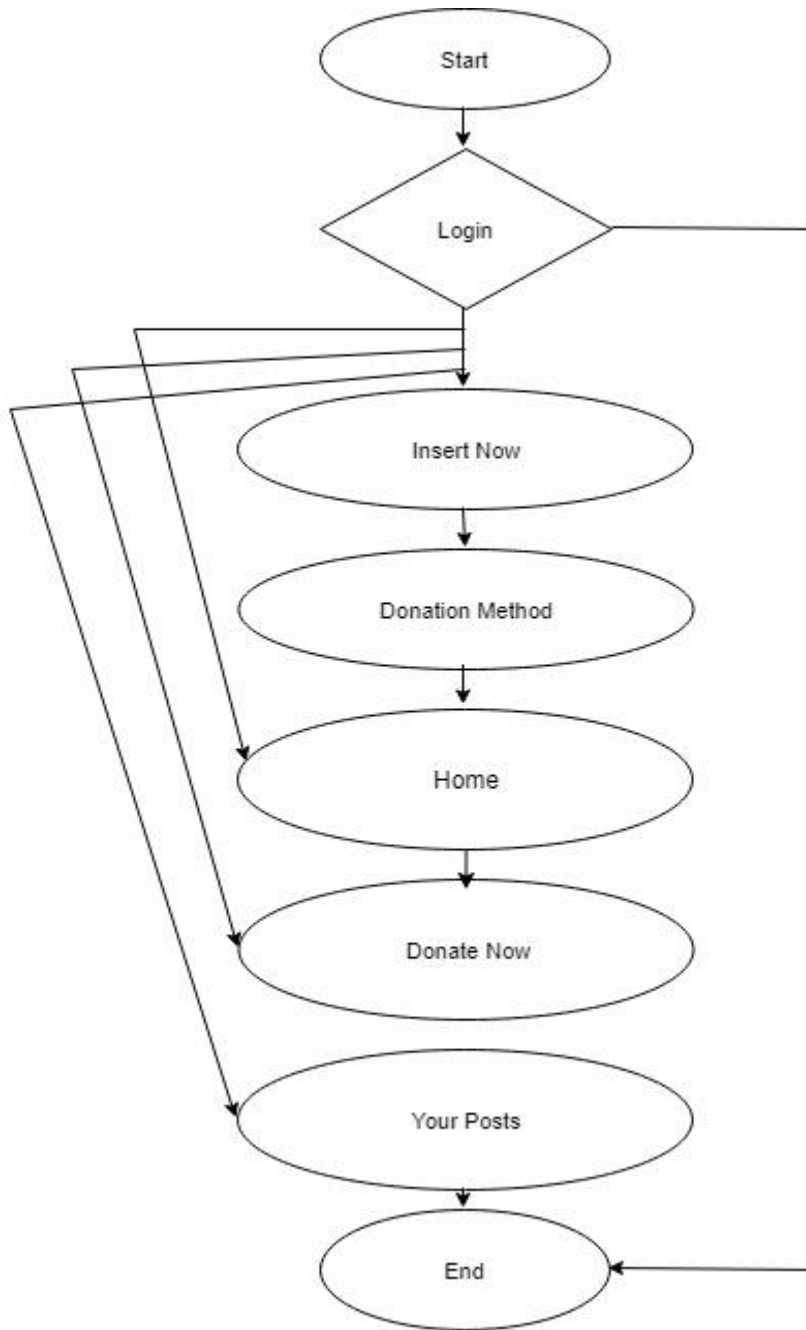 Start
Login
Insert Now
Donation Method
Home
Donate Now
Your Posts
End